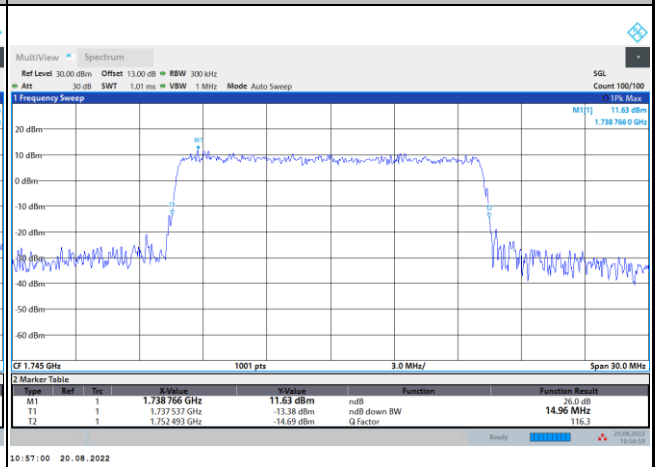 MultiView Spectrum
Ref Level 30.00 dBm Offset 13.00 dB RBW 300 kHz SGL
Att 30 dB SWT 1.01 ms VBW 1 MHz Mode Auto Sweep Count 100/100
1 Frequency Sweep 1Pk Max
M1[1] 11.63 dBm
1.738 766 0 GHz
20 dBm
M1
10 dBm
0 dBm
-10 dBm
-20 dBm
-30 dBm
-40 dBm
-50 dBm
-60 dBm
CF 1.745 GHz 1001 pts 3.0 MHz/ Span 30.0 MHz
2 Marker Table
Type Ref Trc X-Value Y-Value Function Function Result
M1 1 1.738 766 GHz 11.63 dBm ndB 26.0 dB
T1 1 1.737 537 GHz -13.38 dBm ndB down BW 14.96 MHz
T2 1 1.752 493 GHz -14.69 dBm Q Factor 116.3
Ready 20.08.2022
10:56:59
10:57:00 20.08.2022